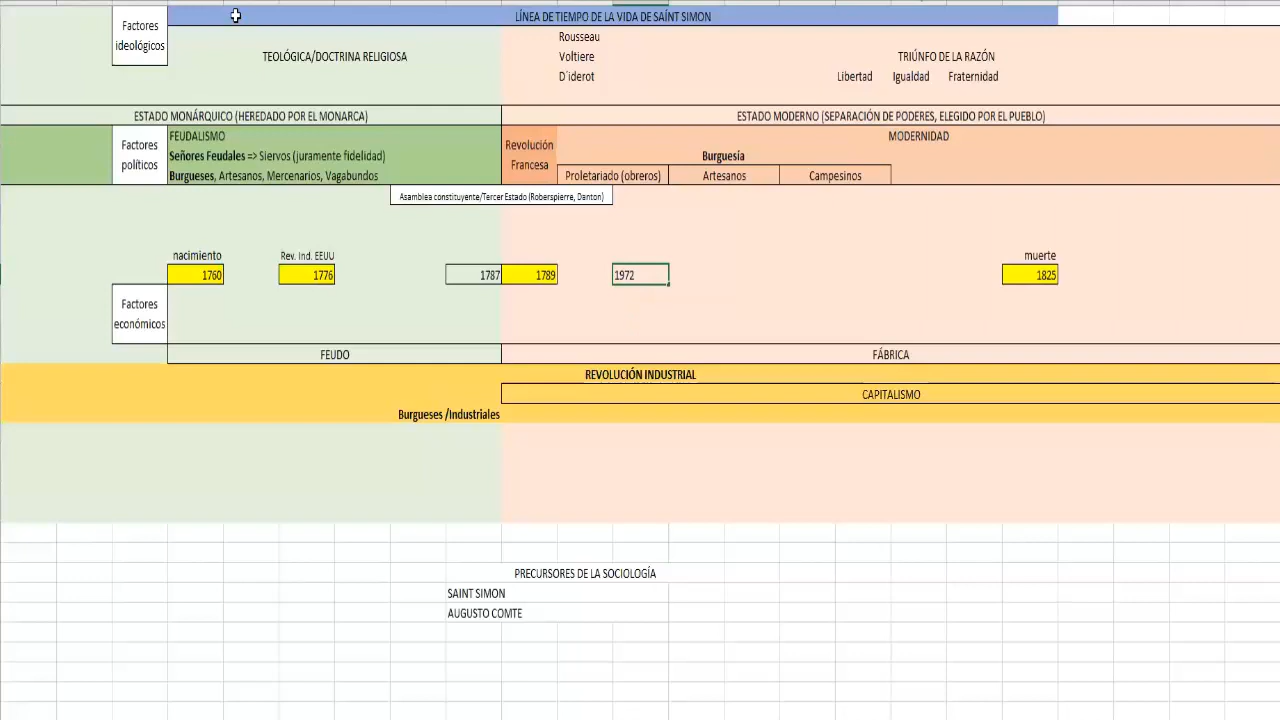 LÍNEA DE TIEMPO DE LA VIDA DE SAÍNT SIMON
Factores
ideológicos
TEOLÓGICA/DOCTRINA RELIGIOSA
Rousseau
Voltiere
D´iderot
TRIÚNFO DE LA RAZÓN
Libertad Igualdad Fraternidad
ESTADO MONÁRQUICO (HEREDADO POR EL MONARCA)
ESTADO MODERNO (SEPARACIÓN DE PODERES, ELEGIDO POR EL PUEBLO)
Factores
políticos
FEUDALISMO
Señores Feudales => Siervos (juramente fidelidad)
Burgueses, Artesanos, Mercenarios, Vagabundos
Revolución
Francesa
MODERNIDAD
Burguesía
Proletariado (obreros) Artesanos Campesinos
Asamblea constituyente/Tercer Estado (Roberspierre, Danton)
nacimiento Rev. Ind. EEUU muerte
1760 1776 1787 1789 1972 1825
Factores
económicos
FEUDO FÁBRICA
REVOLUCIÓN INDUSTRIAL
CAPITALISMO
Burgueses /Industriales
PRECURSORES DE LA SOCIOLOGÍA
SAINT SIMON
AUGUSTO COMTE